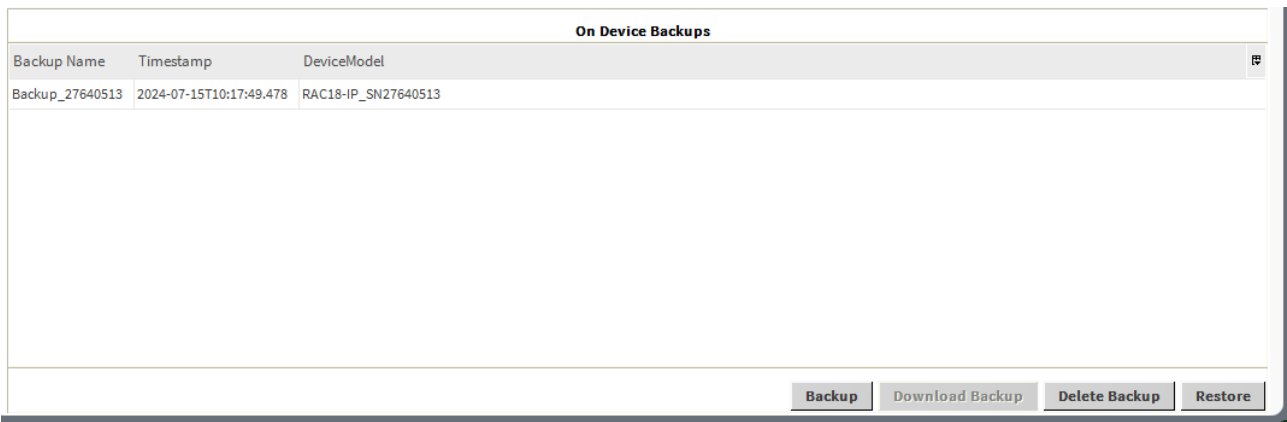 On Device Backups
Backup Name Timestamp DeviceModel
Backup_27640513 2024-07-15T10:17:49.478 RAC18-IP_SN27640513
Backup Download Backup Delete Backup Restore